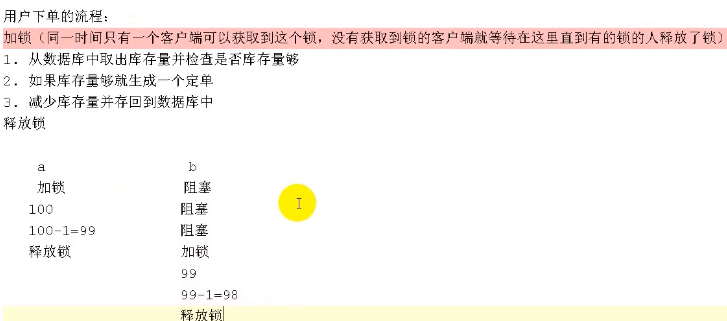 用户下单的流程:
加锁（同一时间只有一个客户端可以获取到这个锁，没有获取到锁的客户端就等待在这里直到有的锁的人释放了锁）
1. 从数据库中取出库存量并检查是否库存量够
2. 如果库存量够就生成一个定单
3. 减少库存量并存回到数据库中
释放锁
a b
加锁 阻塞
100 阻塞
100-1=99 阻塞
释放锁 加锁
99
99-1=98
释放锁